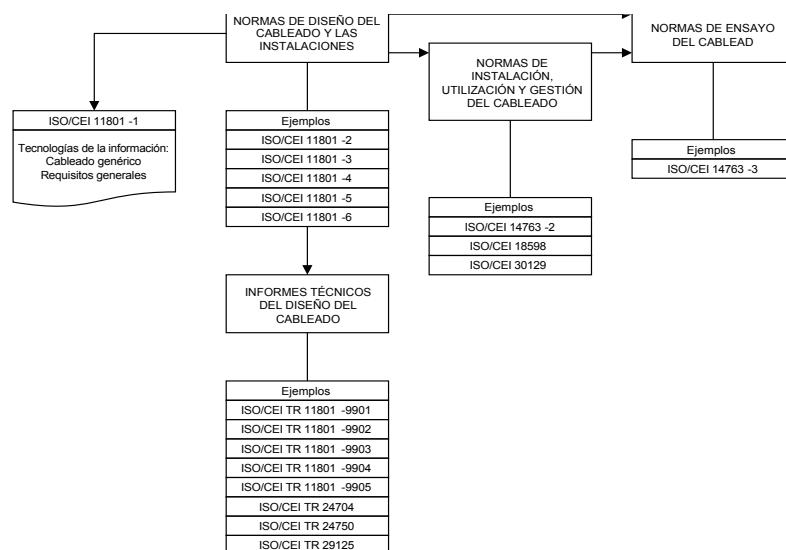 NORMAS DE DISEÑO DEL
CABLEADO Y LAS
INSTALACIONES
NORMAS DE ENSAYO
DEL CABLEAD
NORMAS DE
INSTALACIÓN,
UTILIZACIÓN Y GESTIÓN
DEL CABLEADO
ISO/CEI 11801 -1
Tecnologías de la información:
Cableado genérico
Requisitos generales
Ejemplos
ISO/CEI 11801 -2
ISO/CEI 11801 -3
ISO/CEI 11801 -4
ISO/CEI 11801 -5
ISO/CEI 11801 -6
Ejemplos
ISO/CEI 14763 -3
Ejemplos
ISO/CEI 14763 -2
ISO/CEI 18598
ISO/CEI 30129
INFORMES TÉCNICOS
DEL DISEÑO DEL
CABLEADO
Ejemplos
ISO/CEI TR 11801 -9901
ISO/CEI TR 11801 -9902
ISO/CEI TR 11801 -9903
ISO/CEI TR 11801 -9904
ISO/CEI TR 11801 -9905
ISO/CEI TR 24704
ISO/CEI TR 24750
ISO/CEI TR 29125